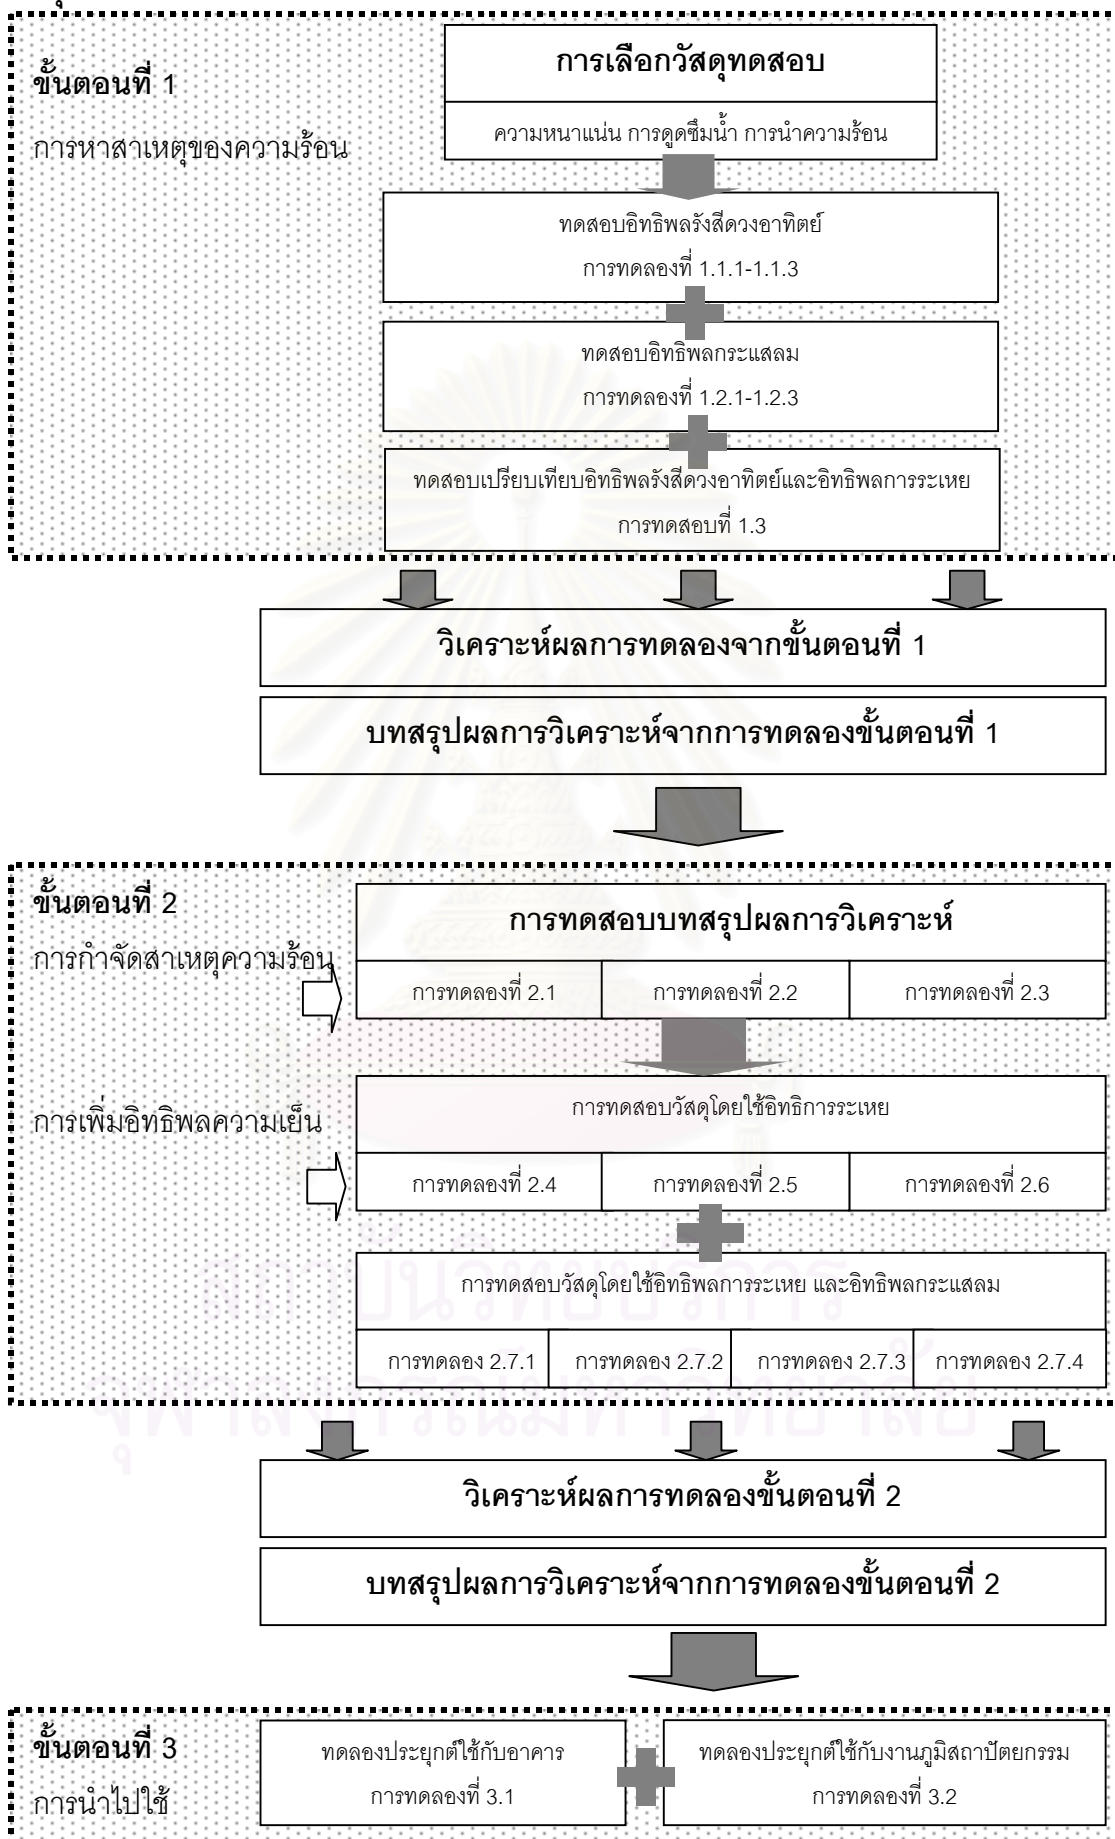 ขั้นตอนที่ 1
การหาสาเหตุของความร้อน
การเลือกวัสดุทดสอบ
ความหนาแน่น การดูดซึมน้ำ การนำความร้อน
ทดสอบอิทธิพลรังสีดวงอาทิตย์
การทดลองที่ 1.1.1-1.1.3
ทดสอบอิทธิพลกระแสลม
การทดลองที่ 1.2.1-1.2.3
ทดสอบเปรียบเทียบอิทธิพลรังสีดวงอาทิตย์และอิทธิพลการระเหย
การทดสอบที่ 1.3
วิเคราะห์ผลการทดลองจากขั้นตอนที่ 1
บทสรุปผลการวิเคราะห์จากการทดลองขั้นตอนที่ 1
ขั้นตอนที่ 2
การกำจัดสาเหตุความร้อน
การทดสอบบทสรุปผลการวิเคราะห์
การทดลองที่ 2.1 การทดลองที่ 2.2 การทดลองที่ 2.3
การเพิ่มอิทธิพลความเย็น
การทดสอบวัสดุโดยใช้อิทธิการระเหย
การทดลองที่ 2.4 การทดลองที่ 2.5 การทดลองที่ 2.6
การทดสอบวัสดุโดยใช้อิทธิพลการระเหย และอิทธิพลกระแสลม
การทดลอง 2.7.1 การทดลอง 2.7.2 การทดลอง 2.7.3 การทดลอง 2.7.4
สถาบันวิทยบริการ
จุฬาลงกรณ์มหาวิทยาลัย
วิเคราะห์ผลการทดลองขั้นตอนที่ 2
บทสรุปผลการวิเคราะห์จากการทดลองขั้นตอนที่ 2
ขั้นตอนที่ 3
การนำไปใช้
ทดลองประยุกต์ใช้กับอาคาร
การทดลองที่ 3.1
ทดลองประยุกต์ใช้กับงานภูมิสถาปัตยกรรม
การทดลองที่ 3.2